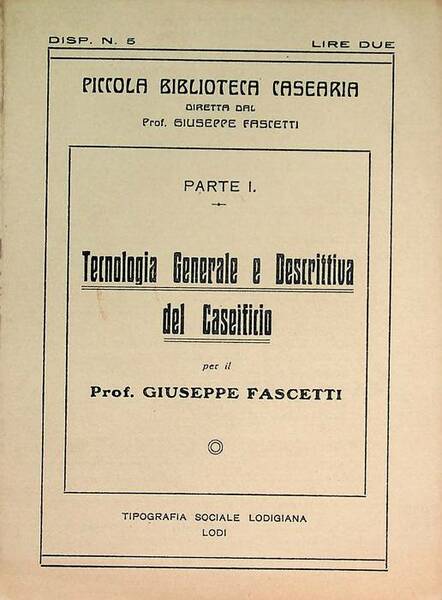 DISP. N. 5
LIRE DUE
PICCOLA BIBLIOTECA CASEARIA
DIRETTA DAL
Prof. GIUSEPPE FASCETTI
PARTE I.
Tecnologia Generale e Descrittiva
del Caseificio
per il
Prof. GIUSEPPE FASCETTI
TIPOGRAFIA SOCIALE LODIGIANA
LODI